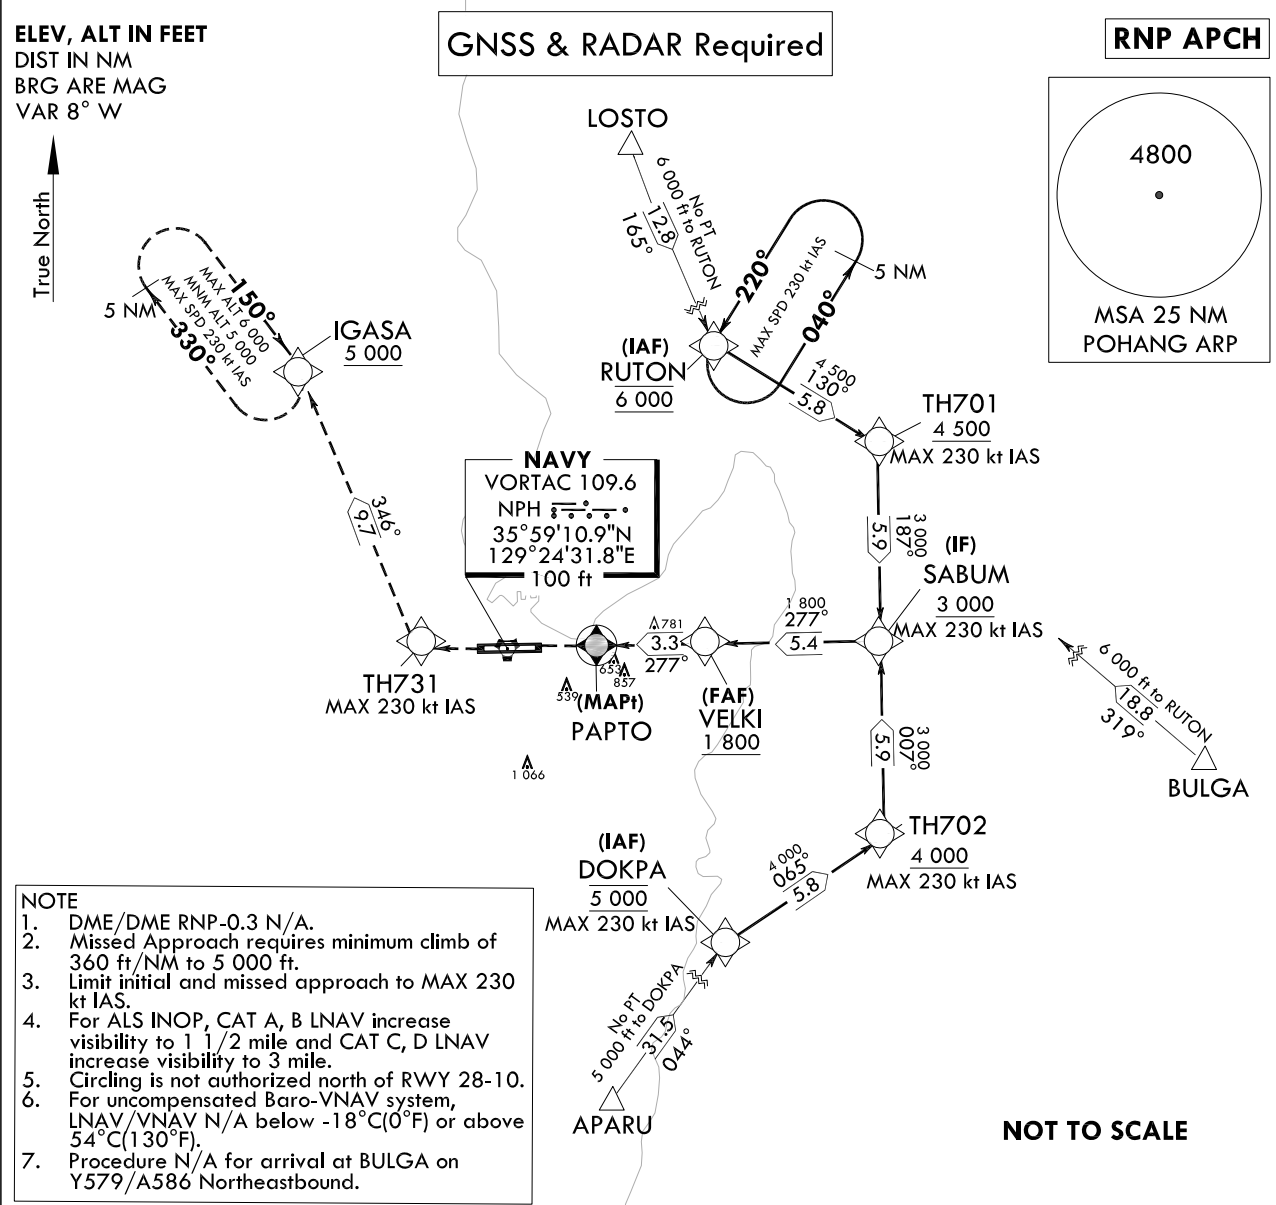 ELEV, ALT IN FEET
DIST IN NM
BRG ARE MAG
VAR 8° W
True North
GNSS & RADAR Required
RNP APCH
4800
MSA 25 NM
POHANG ARP
LOSTO
No PT
6 000 ft to RUTON
12.8
165°
220°
MAX SPD 230 kt IAS
040°
5 NM
(IAF)
RUTON
6 000
4 500
130°
5.8
TH701
4 500
MAX 230 kt IAS
3 000
187°
5.9
(IF)
SABUM
3 000
MAX 230 kt IAS
5 NM
150°
MAX ALT 6 000
MNM ALT 5 000
MAX SPD 230 kt IAS
330°
IGASA
5 000
346°
9.7
NAVY
VORTAC 109.6
NPH
35°59'10.9"N
129°24'31.8"E
100 ft
1 800
277°
5.4
781
3.3
277°
653
857
539
1 066
TH731
MAX 230 kt IAS
(MAPt)
PAPTO
(FAF)
VELKI
1 800
6 000 ft to RUTON
18.8
319°
BULGA
3 000
007°
5.9
TH702
4 000
MAX 230 kt IAS
(IAF)
DOKPA
5 000
MAX 230 kt IAS
4 000
065°
5.8
No PT
5 000 ft to DOKPA
31.5
044°
APARU
NOTE
1. DME/DME RNP-0.3 N/A.
2. Missed Approach requires minimum climb of
360 ft/NM to 5 000 ft.
3. Limit initial and missed approach to MAX 230
kt IAS.
4. For ALS INOP, CAT A, B LNAV increase
visibility to 1 1/2 mile and CAT C, D LNAV
increase visibility to 3 mile.
5. Circling is not authorized north of RWY 28-10.
6. For uncompensated Baro-VNAV system,
LNAV/VNAV N/A below -18°C(0°F) or above
54°C(130°F).
7. Procedure N/A for arrival at BULGA on
Y579/A586 Northeastbound.
NOT TO SCALE